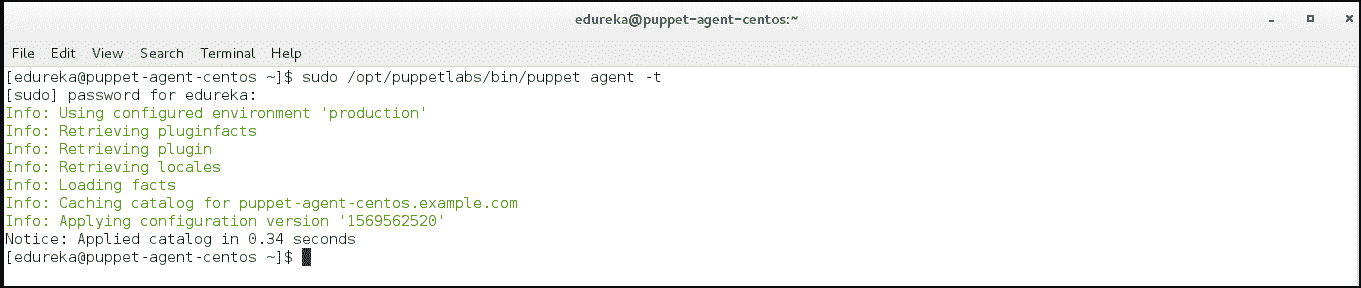 edureka@puppet-agent-centos:~
File Edit View Search Terminal Help
[edureka@puppet-agent-centos ~]$ sudo /opt/puppetlabs/bin/puppet agent -t
[sudo] password for edureka:
Info: Using configured environment 'production'
Info: Retrieving pluginfacts
Info: Retrieving plugin
Info: Retrieving locales
Info: Loading facts
Info: Caching catalog for puppet-agent-centos.example.com
Info: Applying configuration version '1569562520'
Notice: Applied catalog in 0.34 seconds
[edureka@puppet-agent-centos ~]$